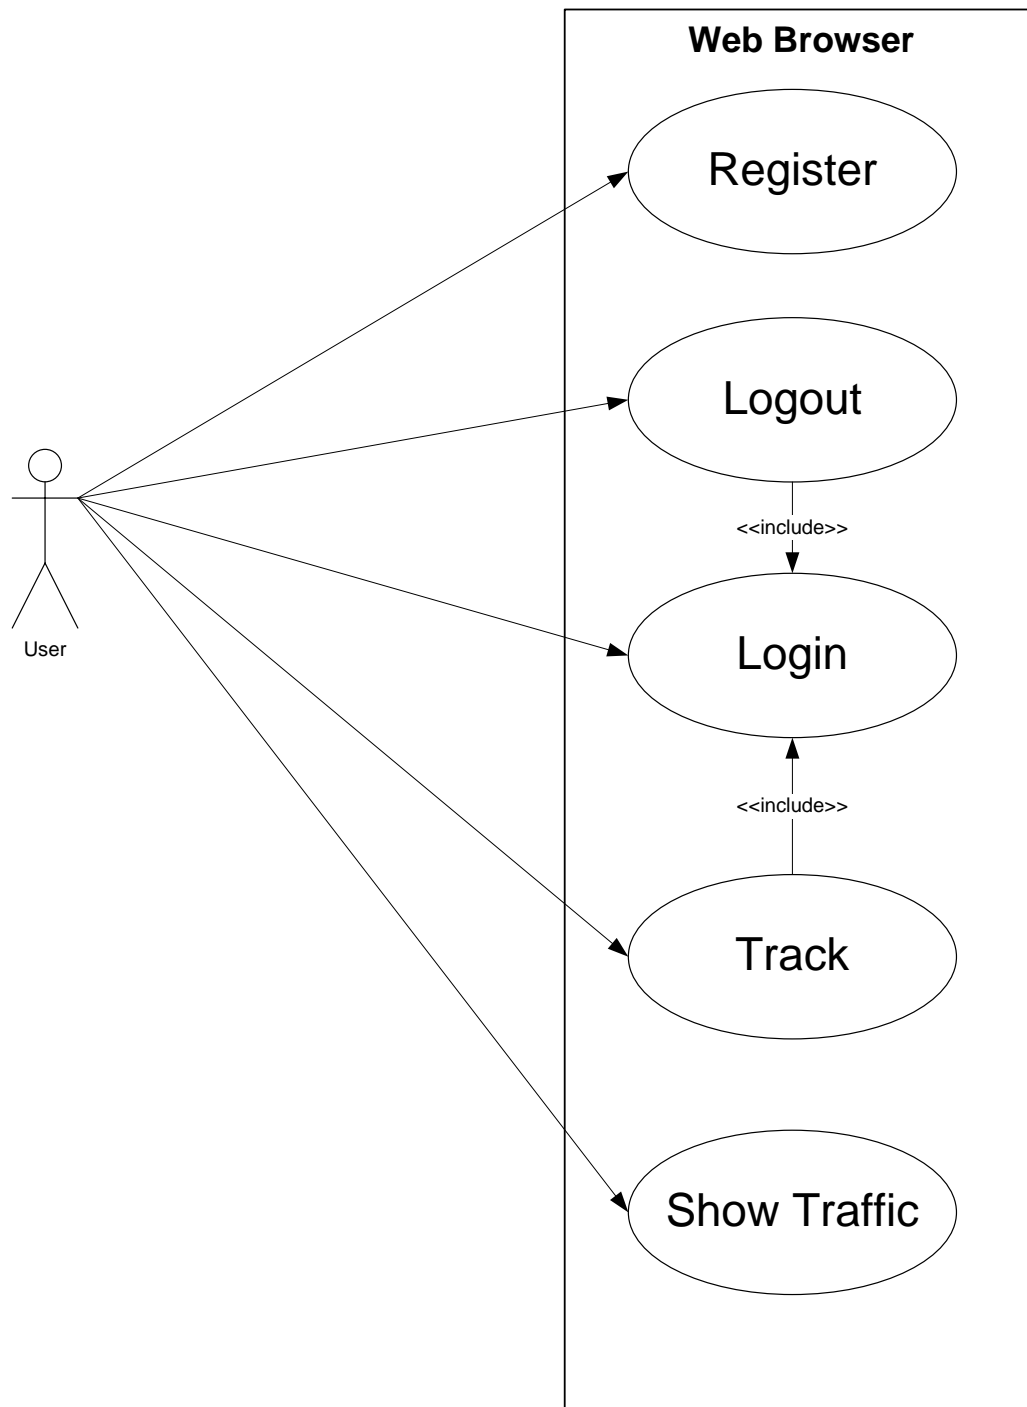 Web Browser
Register
Logout
<<include>>
Login
User
<<include>>
Track
Show Traffic